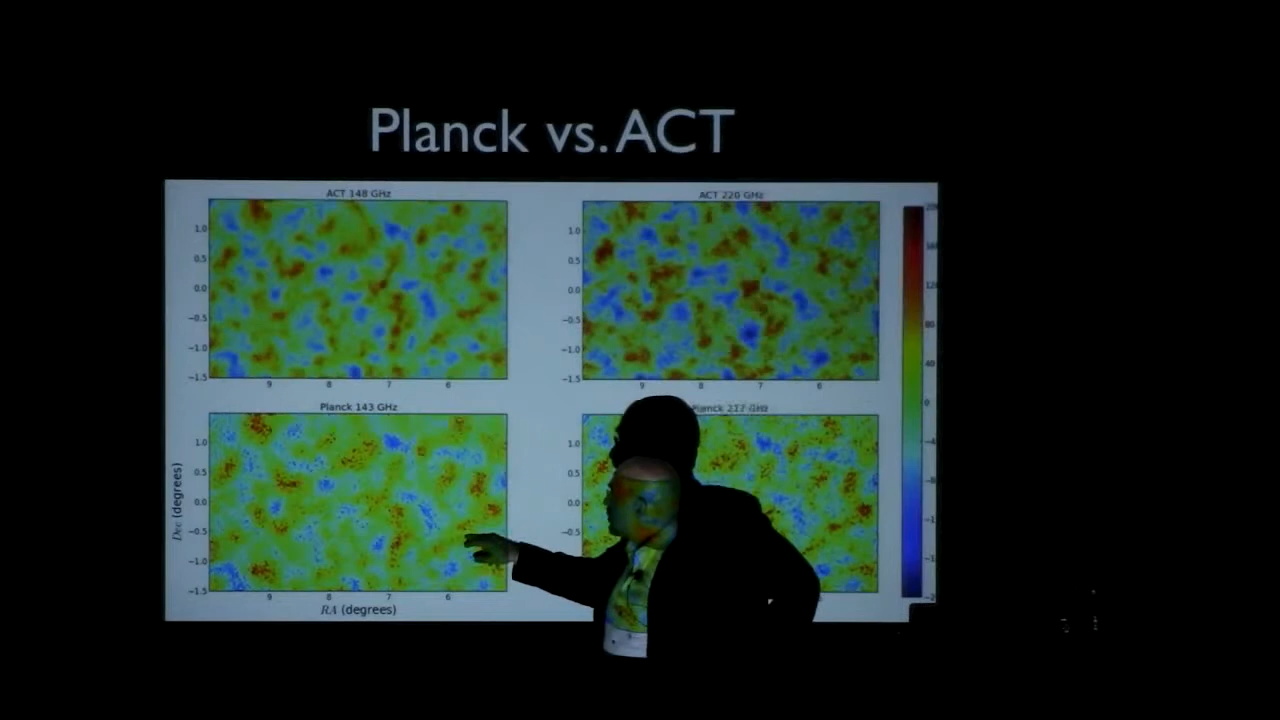 Planck vs. ACT
ACT 148 GHz
ACT 220 GHz
1.0
0.5
0.0
−0.5
−1.0
−1.5
9 8 7 6
1.0
0.5
0.0
−0.5
−1.0
−1.5
9 8 7 6
160
80
40
0
Planck 143 GHz
Planck 217 GHz
Dec (degrees)
1.0
0.5
0.0
−0.5
−1.0
−1.5
9 8 7 6
RA (degrees)
1.0
0.5
0.0
−0.5